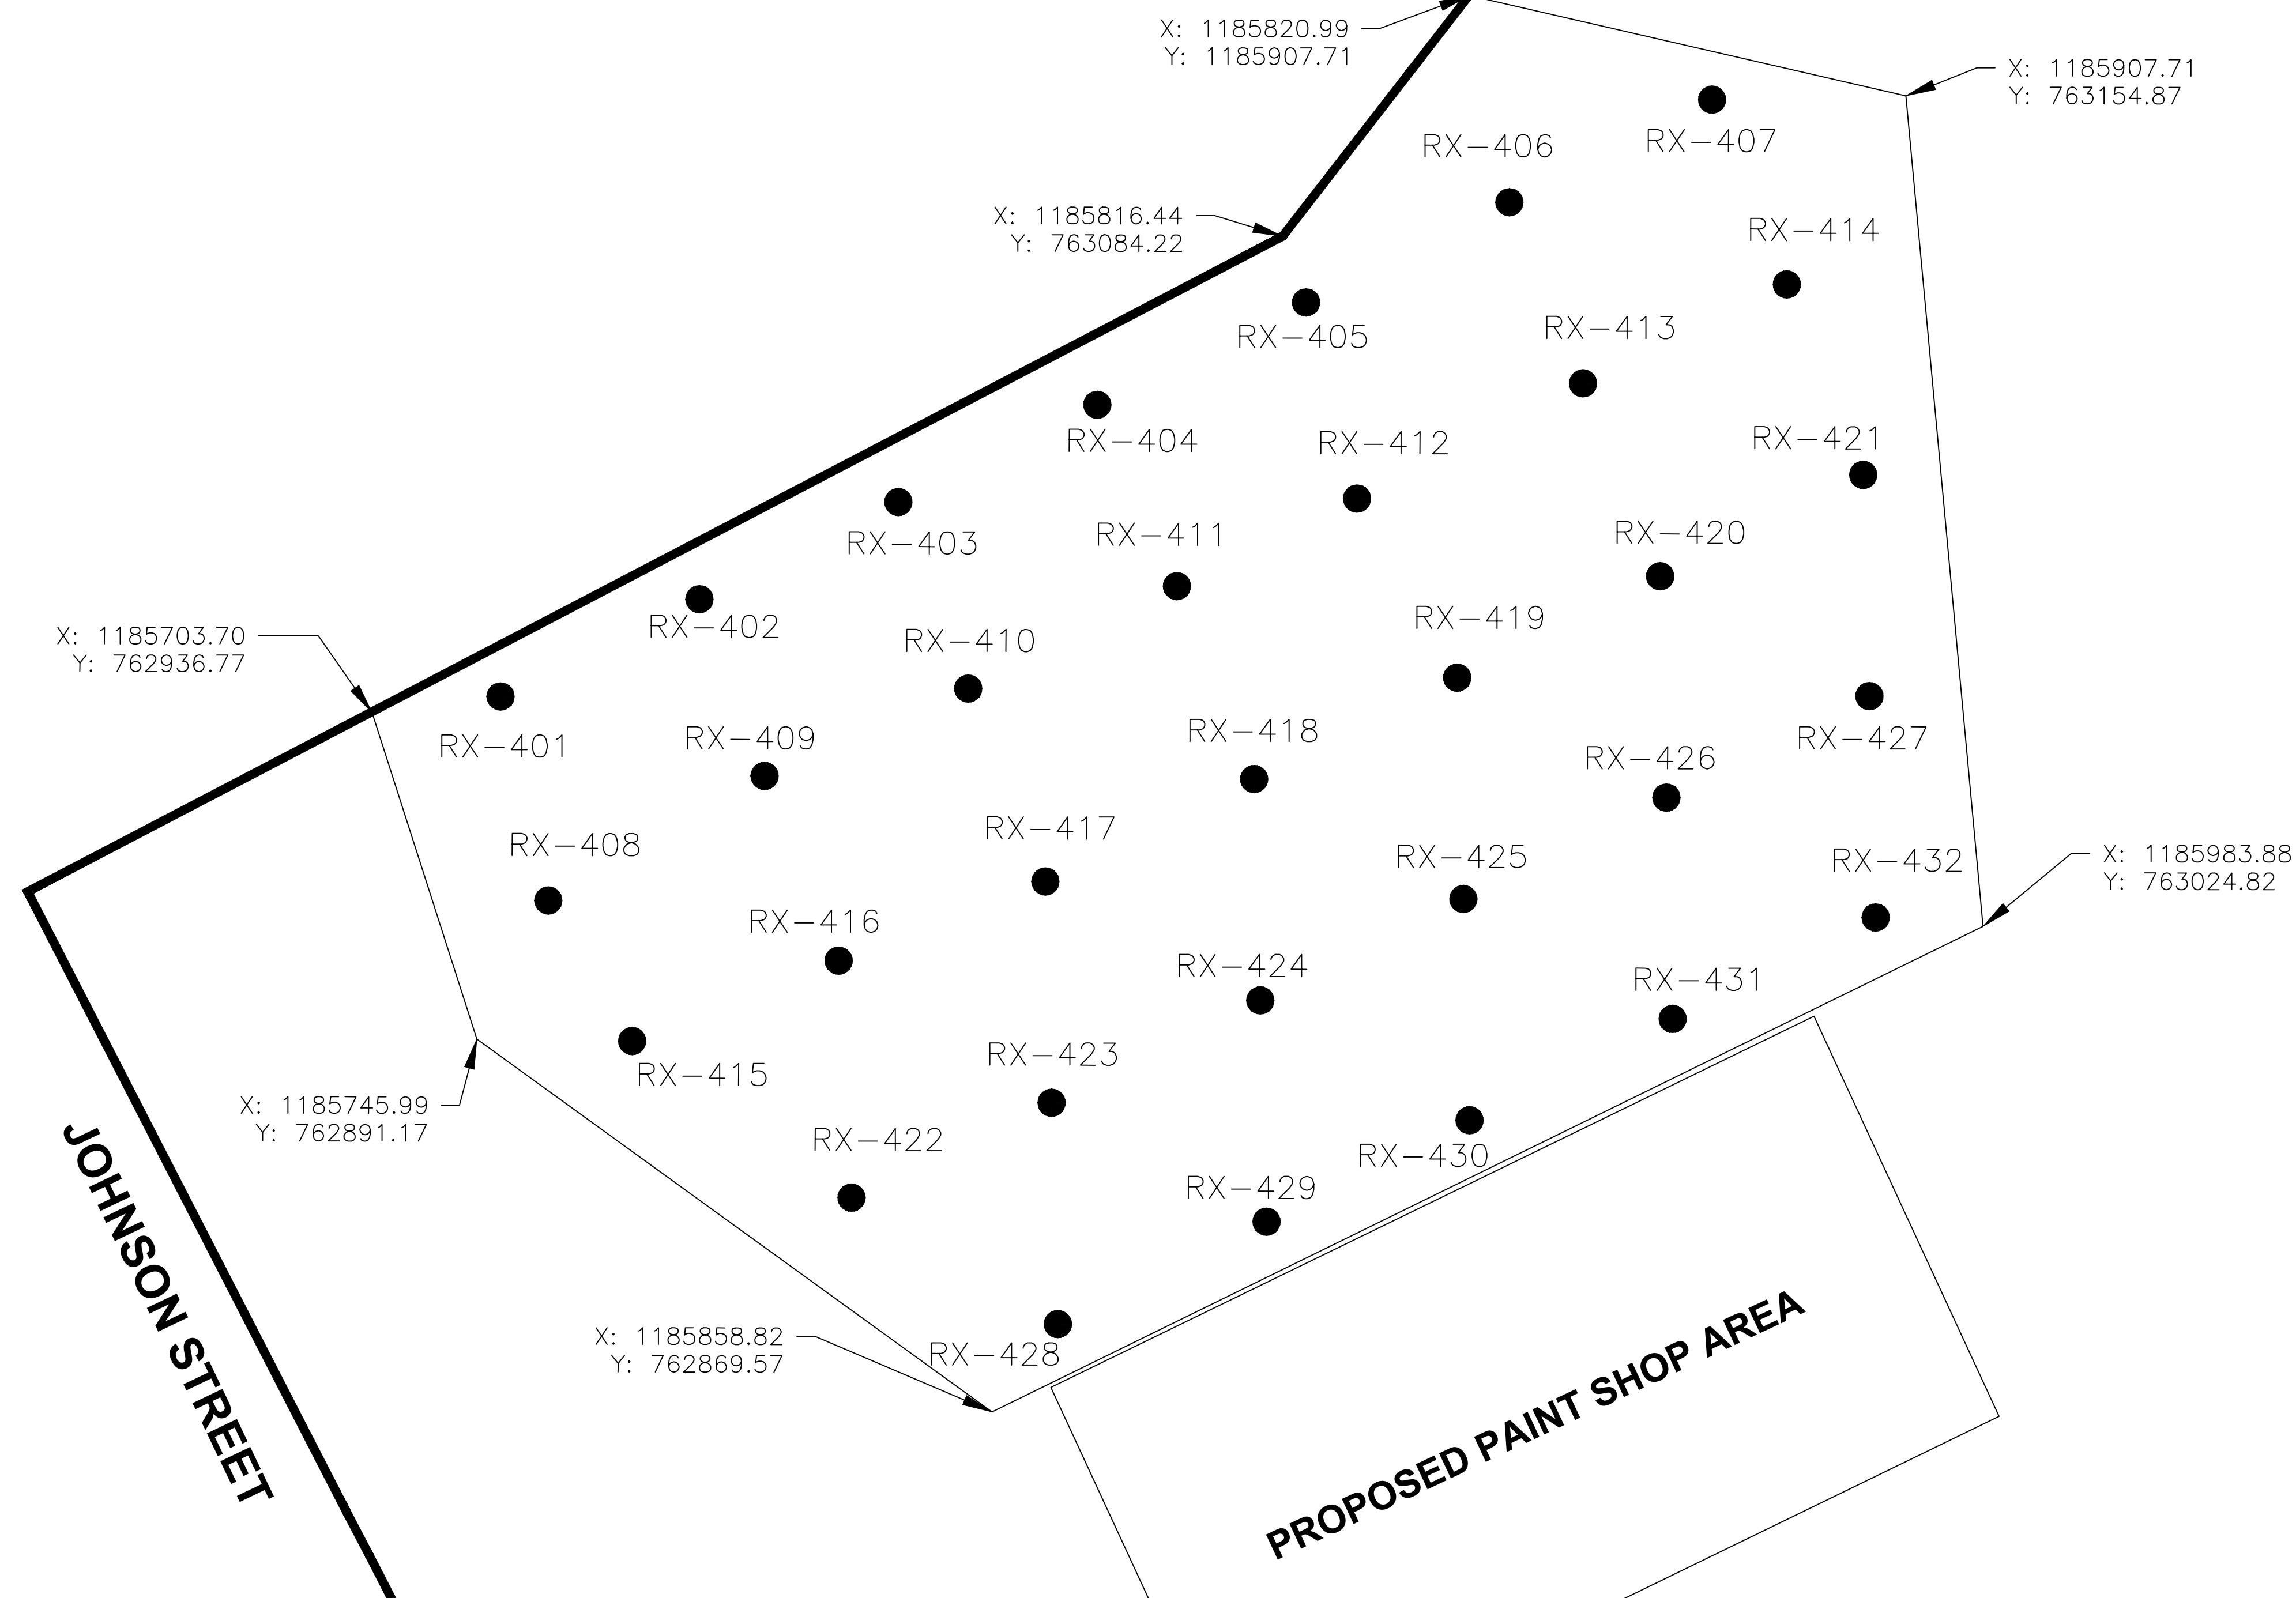 X: 1185820.99
Y: 1185907.71
X: 1185907.71
Y: 763154.87
RX-407
RX-406
X: 1185816.44
Y: 763084.22
RX-414
RX-405
RX-413
RX-404
RX-412
RX-421
RX-403
RX-411
RX-420
RX-402
RX-410
RX-419
X: 1185703.70
Y: 762936.77
RX-401
RX-409
RX-418
RX-427
RX-426
RX-408
RX-417
RX-425
RX-432
X: 1185983.88
Y: 763024.82
RX-416
RX-424
RX-431
RX-415
RX-423
X: 1185745.99
Y: 762891.17
RX-422
RX-430
RX-429
JOHNSON STREET
X: 1185858.82
Y: 762869.57
RX-428
PROPOSED PAINT SHOP AREA